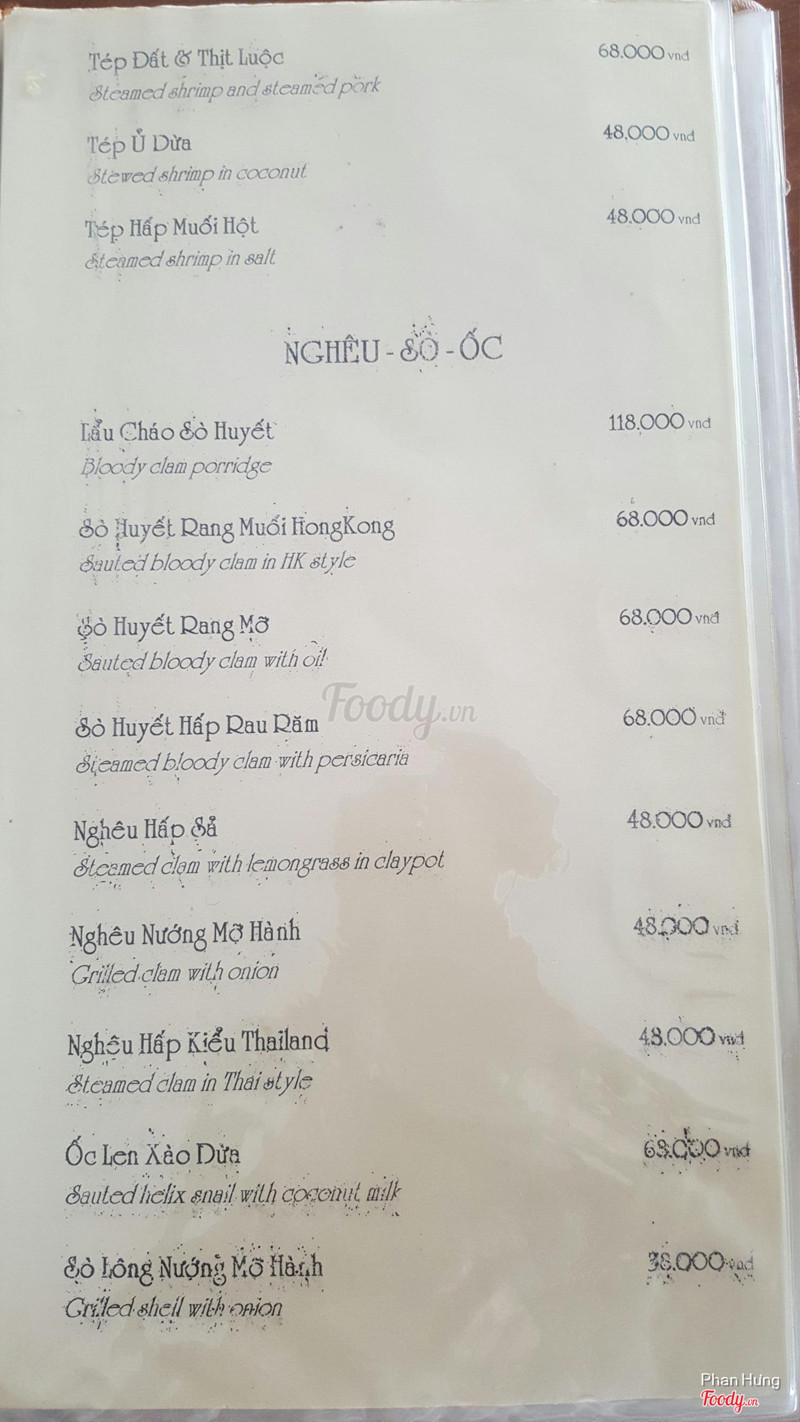 Tép Đất & Thịt Luộc 68.000 vnd
Steamed shrimp and steamed pork
Tép Ủ Dừa 48.000 vnd
Stewed shrimp in coconut
Tép Hấp Muối Hột 48.000 vnd
Steamed shrimp in salt
NGHÊU - SÒ - ỐC
Lẩu Cháo Sò Huyết 118.000 vnd
Bloody clam porridge
Sò Huyết Rang Muối HongKong 68.000 vnd
Sauted bloody clam in HK style
Sò Huyết Rang Mỡ 68.000 vnd
Sauted bloody clam with oil
Foody.vn
Sò Huyết Hấp Rau Răm 68.000 vnd
Steamed bloody clam with persicaria
Nghêu Hấp Sả 48.000 vnd
Steamed clam with lemongrass in claypot
Nghêu Nướng Mỡ Hành 48.000 vnd
Grilled clam with onion
Nghêu Hấp Kiểu Thailand 48.000 vnd
Steamed clam in Thai style
Ốc Len Xào Dừa 68.000 vnd
Sauted helix snail with coconut milk
Sò Lông Nướng Mỡ Hành 38.000 vnd
Grilled shell with onion
Phan Hưng
Foody.vn